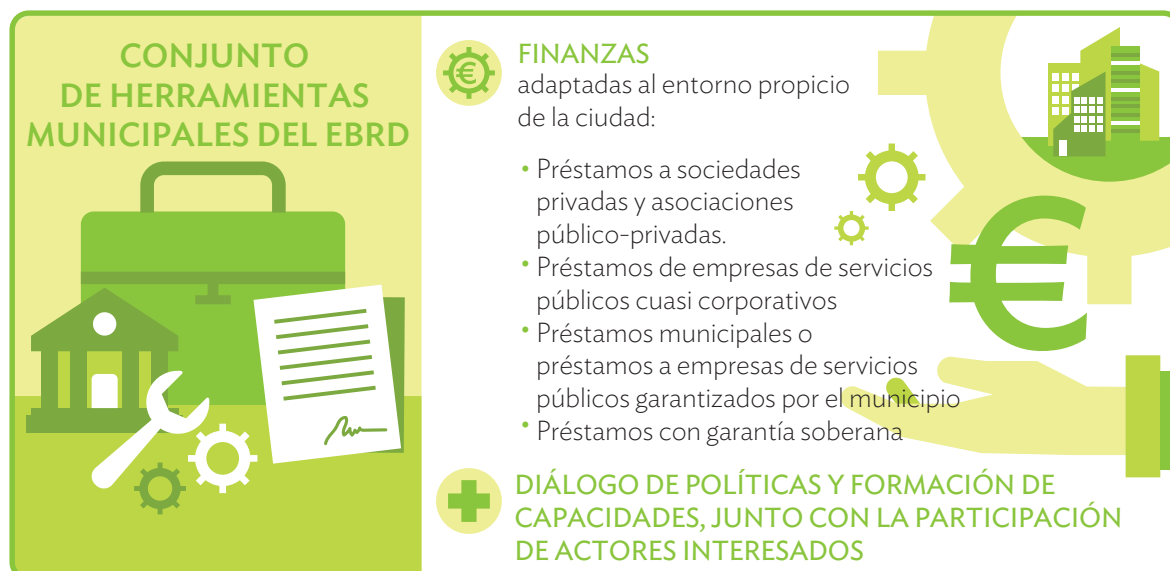 CONJUNTO
DE HERRAMIENTAS
MUNICIPALES DEL EBRD
€
FINANZAS
adaptadas al entorno propicio
de la ciudad:
• Préstamos a sociedades
privadas y asociaciones
público-privadas.
• Préstamos de empresas de servicios
públicos cuasi corporativos
• Préstamos municipales o
préstamos a empresas de servicios
públicos garantizados por el municipio
• Préstamos con garantía soberana
€
DIÁLOGO DE POLÍTICAS Y FORMACIÓN DE
CAPACIDADES, JUNTO CON LA PARTICIPACIÓN
DE ACTORES INTERESADOS